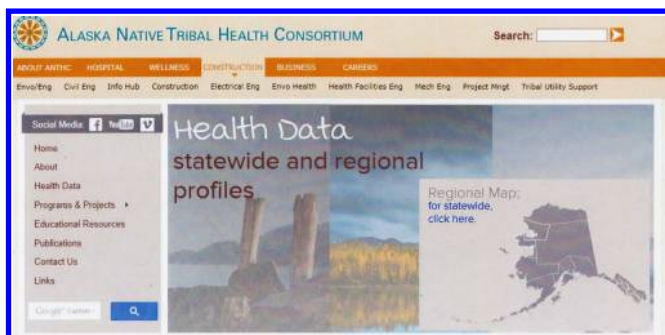 ALASKA NATIVE TRIBAL HEALTH CONSORTIUM
Search:
ABOUT ANTHC HOSPITAL WELLNESS CONSTRUCTION BUSINESS CAREERS
Envo/Eng Civil Eng Info Hub Construction Electrical Eng Envo Health Health Facilities Eng Mech Eng Project Mngt Tribal Utility Support
Social Media: f You Tube V
Home
About
Health Data
Programs & Projects
Educational Resources
Publications
Contact Us
Links
Health Data
statewide and regional
profiles
Regional Map;
for statewide,
click here.